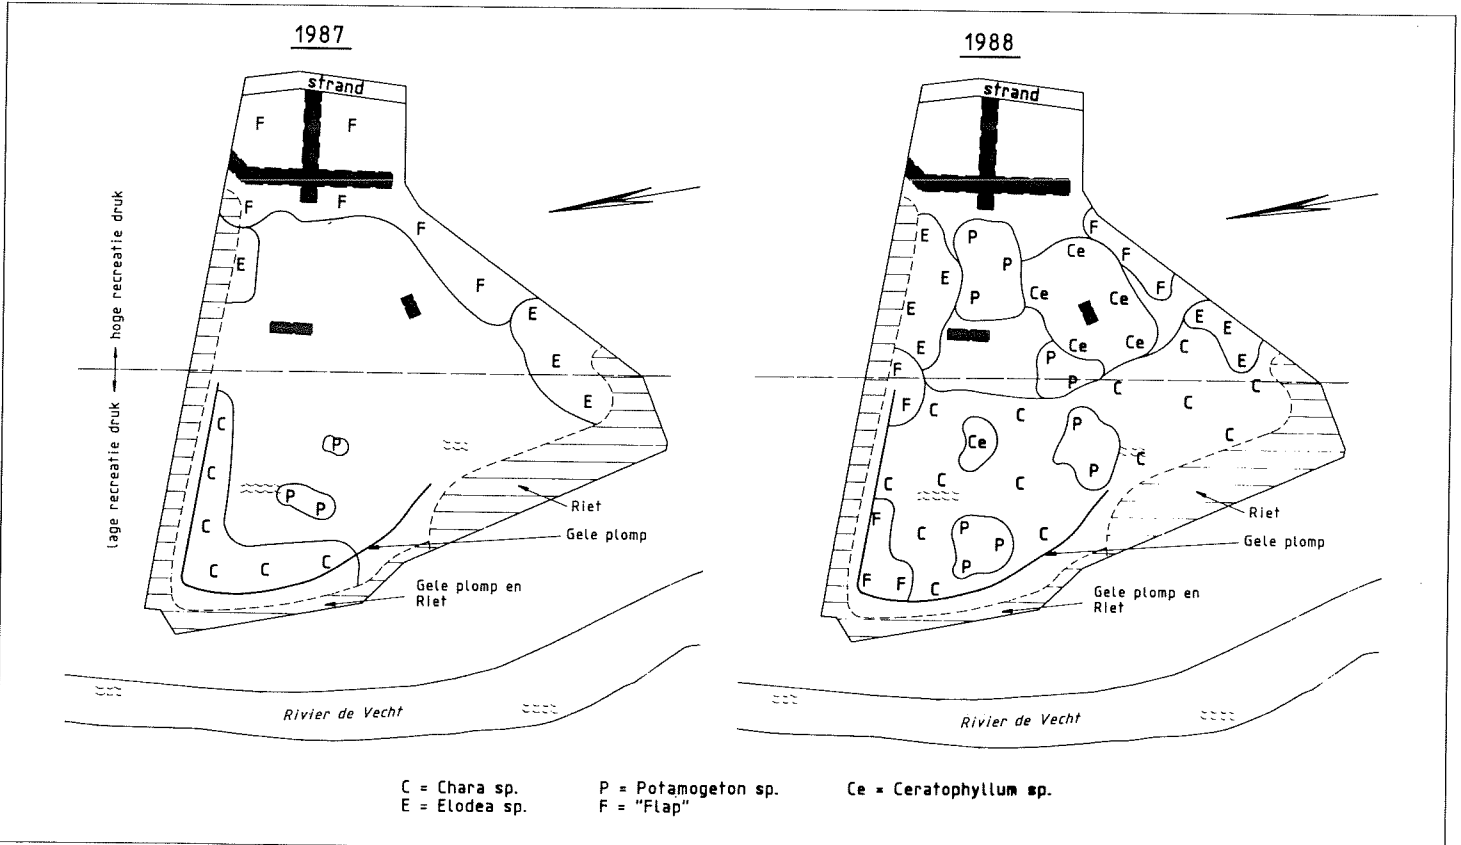 1987
strand
F F
F F
F
E
F
E
E
E
C
P
C
P P
C
C C C
hoge recreatie druk
lage recreatie druk
Riet
Gele plomp
Gele plomp en
Riet
Rivier de Vecht
1988
strand
F
E P Ce F
P
E Ce P Ce F
E E E
Ce Ce C
E P E
F P C C
F C C C P
Ce C
P C
C C C
F C P P C
P
F F C
Riet
Gele plomp
Gele plomp en
Riet
Rivier de Vecht
C = Chara sp. P = Potamogeton sp. Ce = Ceratophyllum sp.
E = Elodea sp. F = "Flap"